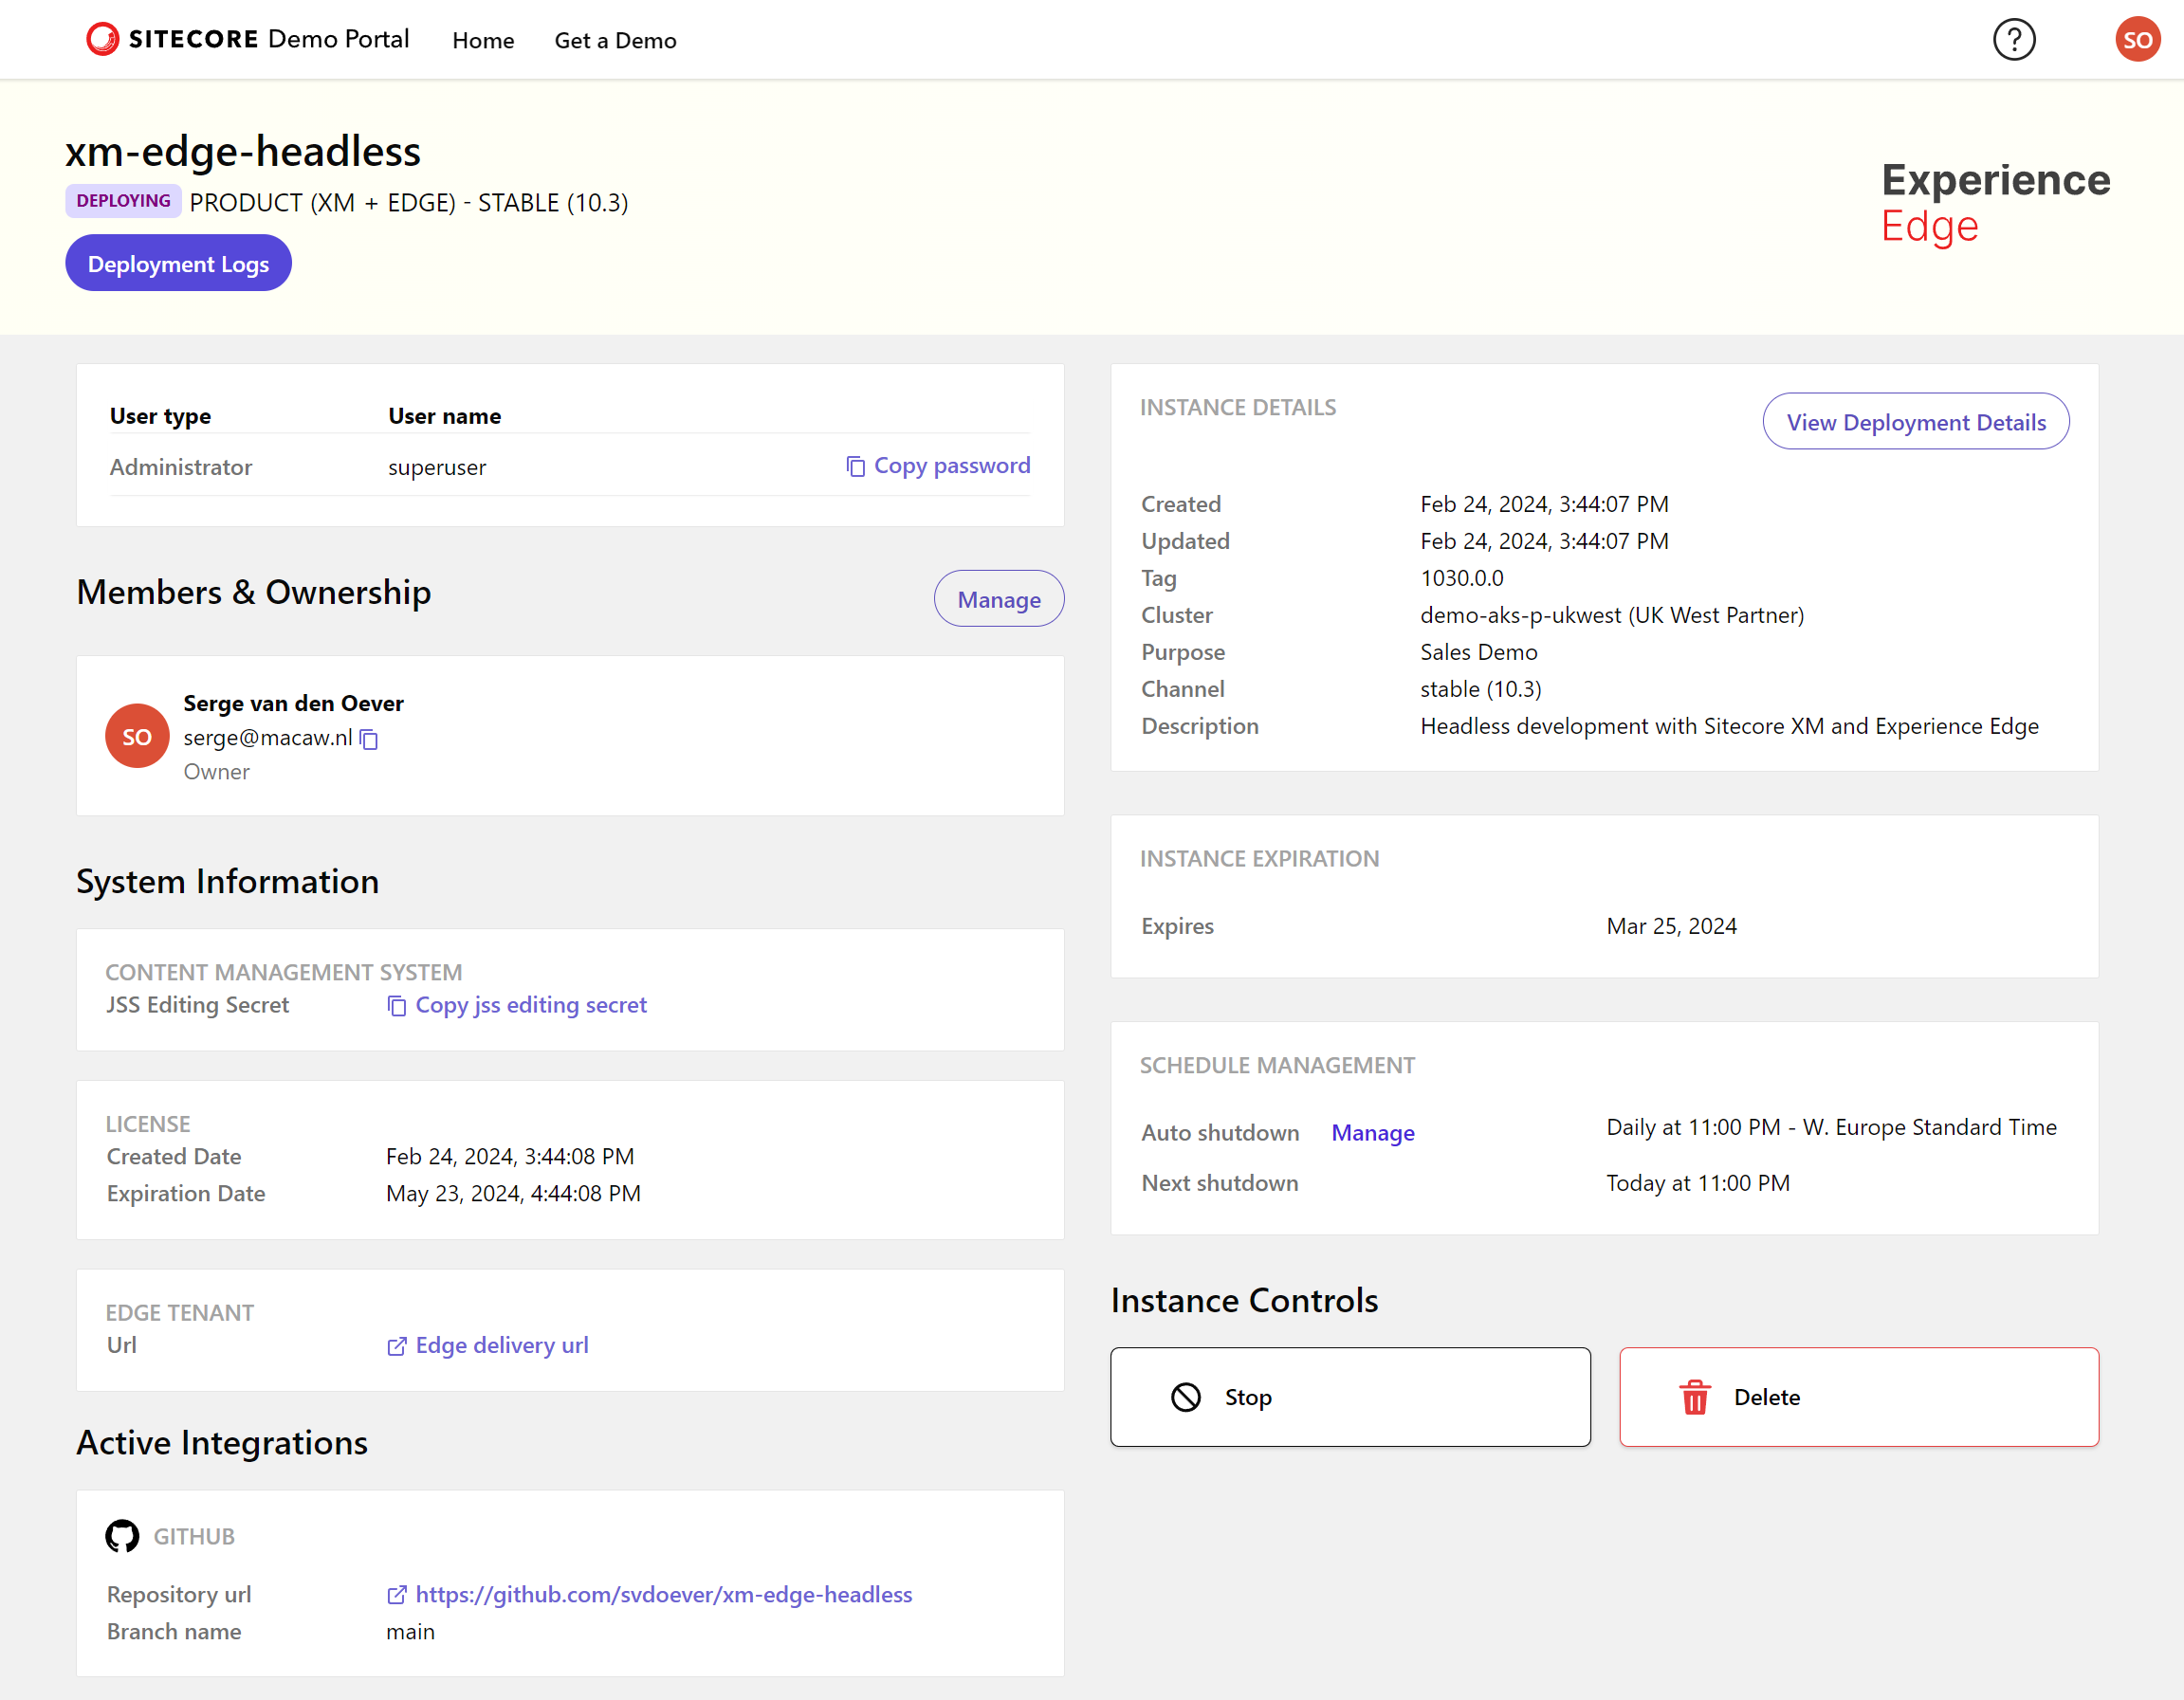 SITECORE Demo Portal Home Get a Demo ? SO
xm-edge-headless
DEPLOYING PRODUCT (XM + EDGE) - STABLE (10.3)
Deployment Logs
Experience
Edge
User type User name
Administrator superuser Copy password
Members & Ownership Manage
SO
Serge van den Oever
serge@macaw.nl
Owner
System Information
CONTENT MANAGEMENT SYSTEM
JSS Editing Secret Copy jss editing secret
LICENSE
Created Date Feb 24, 2024, 3:44:08 PM
Expiration Date May 23, 2024, 4:44:08 PM
EDGE TENANT
Url Edge delivery url
Active Integrations
GITHUB
Repository url https://github.com/svdoever/xm-edge-headless
Branch name main
INSTANCE DETAILS View Deployment Details
Created Feb 24, 2024, 3:44:07 PM
Updated Feb 24, 2024, 3:44:07 PM
Tag 1030.0.0
Cluster demo-aks-p-ukwest (UK West Partner)
Purpose Sales Demo
Channel stable (10.3)
Description Headless development with Sitecore XM and Experience Edge
INSTANCE EXPIRATION
Expires Mar 25, 2024
SCHEDULE MANAGEMENT
Auto shutdown Manage Daily at 11:00 PM - W. Europe Standard Time
Next shutdown Today at 11:00 PM
Instance Controls
Stop Delete